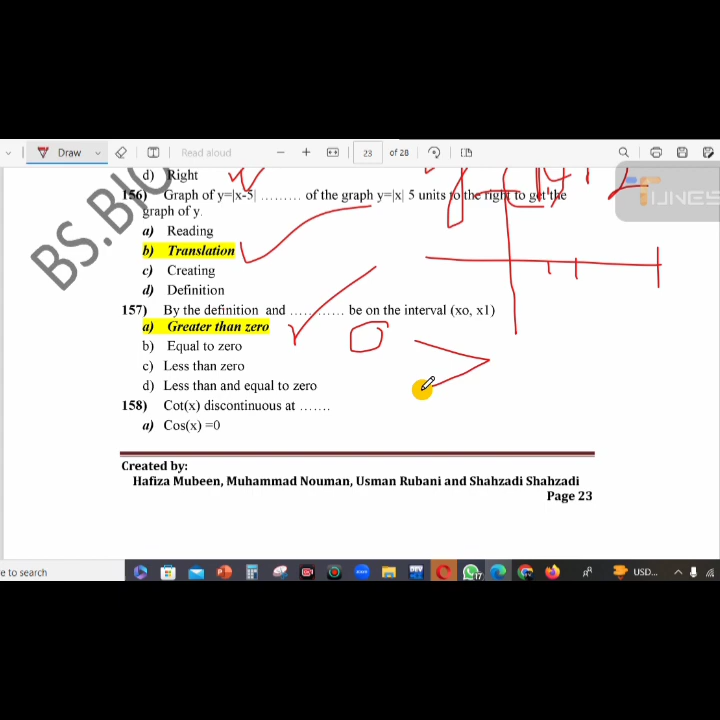 Draw
Read aloud
23
of 28
d) Right
156) Graph of y=|x-5| ......... of the graph y=|x| 5 units to the right to get the
graph of y.
a) Reading
b) Translation
c) Creating
d) Definition
157) By the definition and ............ be on the interval (xo, x1)
a) Greater than zero
b) Equal to zero
c) Less than zero
d) Less than and equal to zero
158) Cot(x) discontinuous at .......
a) Cos(x) =0
BS.BIO
TUNES
Created by:
Hafiza Mubeen, Muhammad Nouman, Usman Rubani and Shahzadi Shahzadi
Page 23
e to search
17
USD...